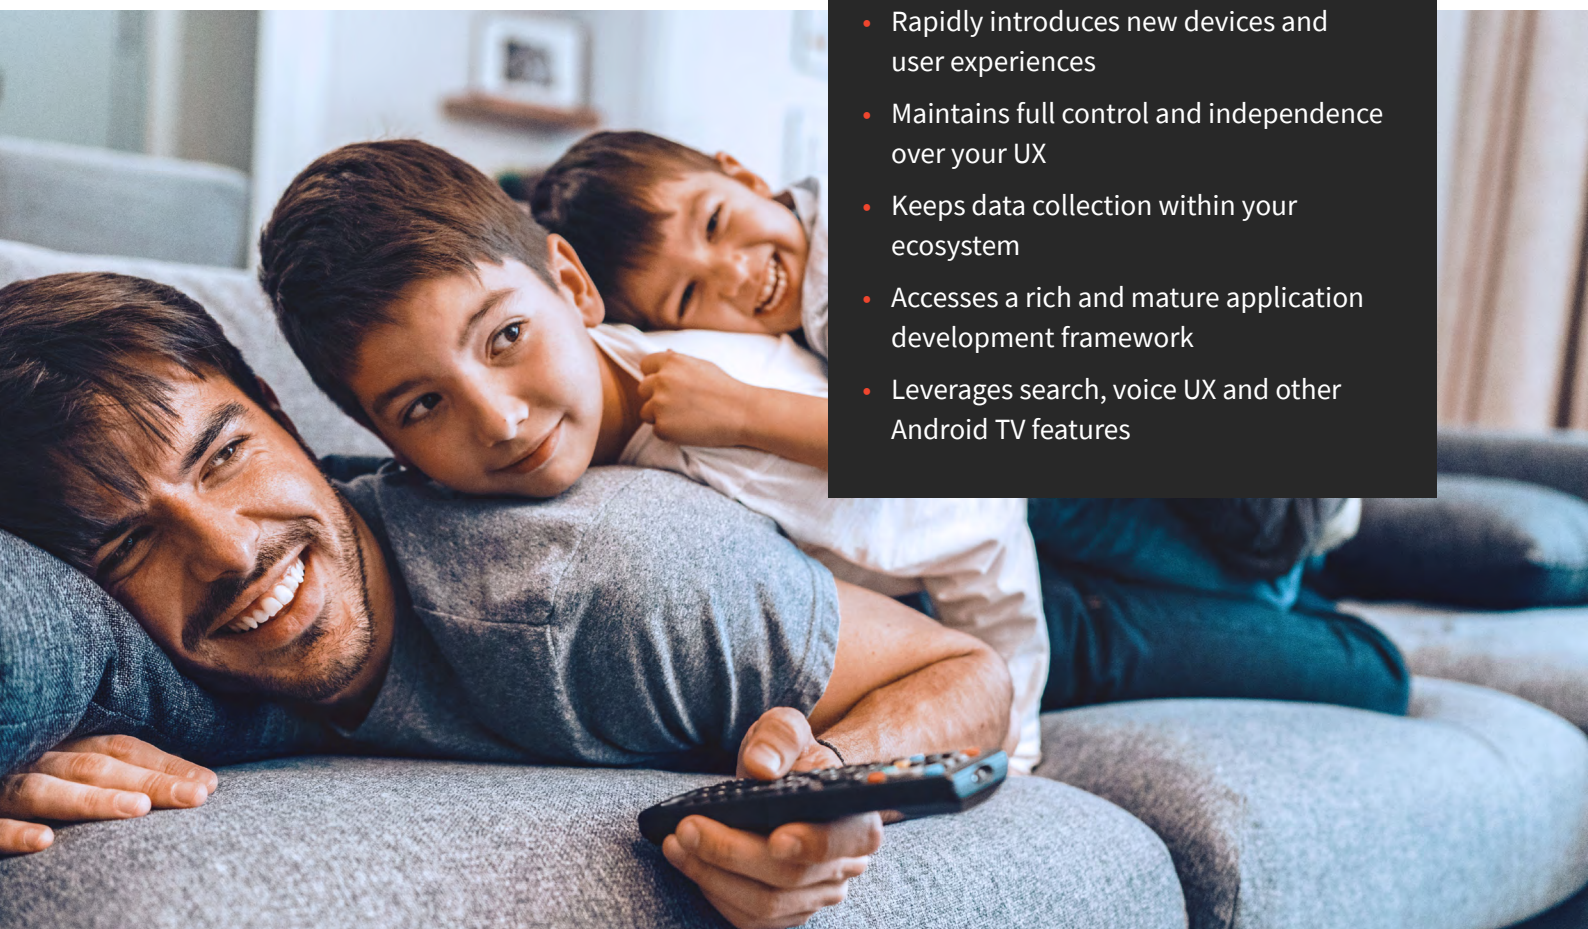 • Rapidly introduces new devices and
user experiences
• Maintains full control and independence
over your UX
• Keeps data collection within your
ecosystem
• Accesses a rich and mature application
development framework
• Leverages search, voice UX and other
Android TV features